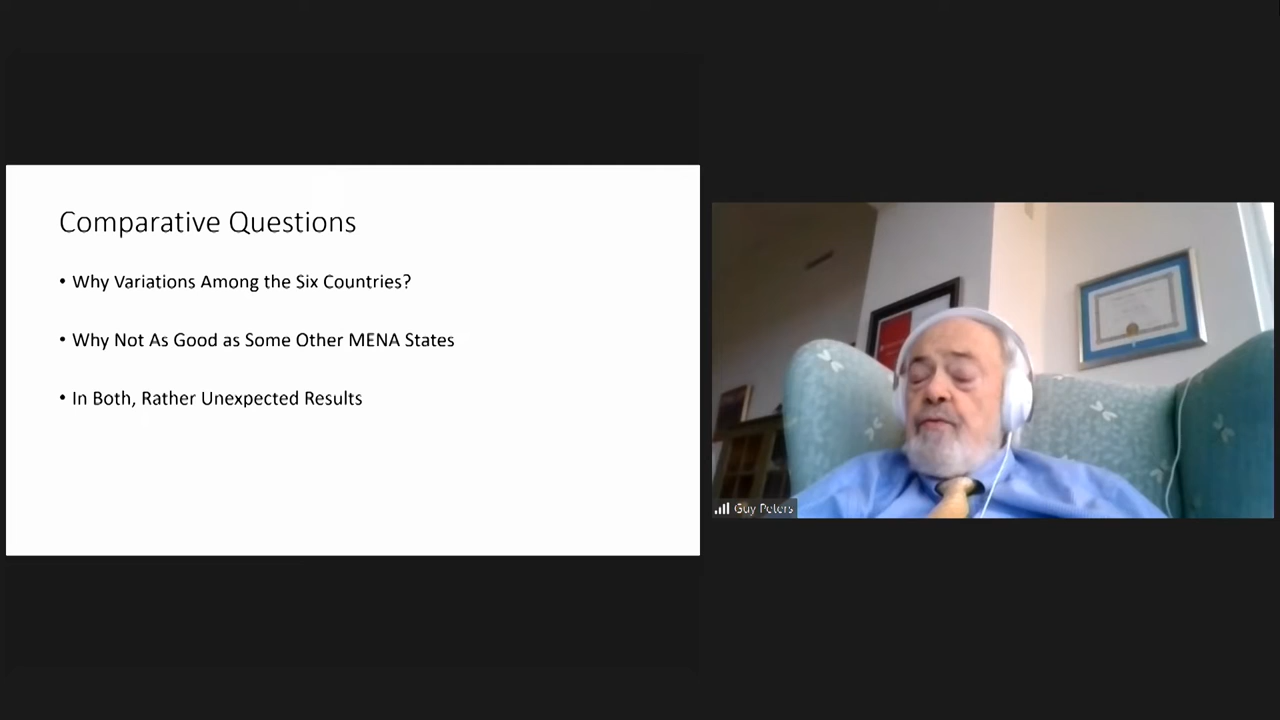 Comparative Questions
• Why Variations Among the Six Countries?
• Why Not As Good as Some Other MENA States
• In Both, Rather Unexpected Results
Guy Peters